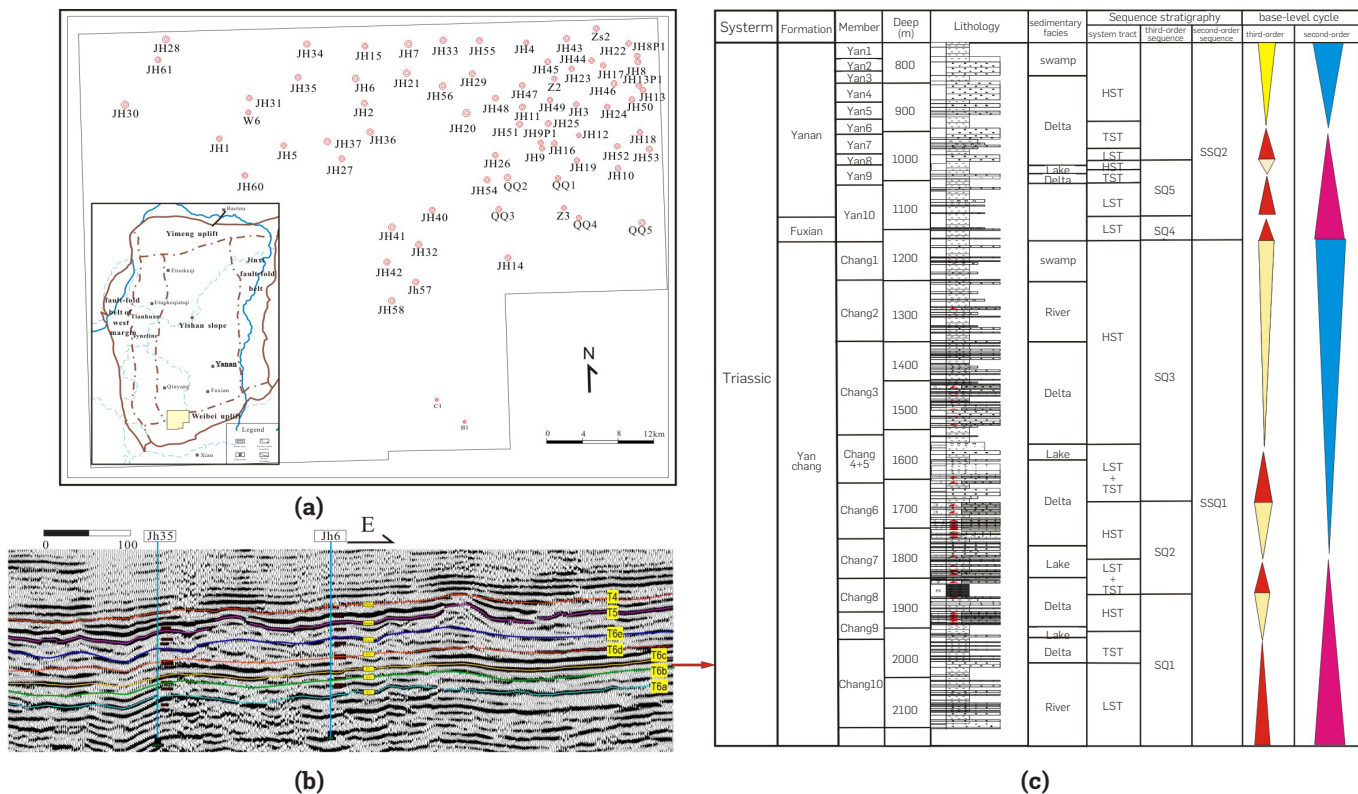 JH28
JH61
JH30
JH31
W6
JH1
JH60
JH34
JH35
JH5
JH37
JH27
JH15
JH6
JH2
JH36
JH7
JH21
JH33
JH56
JH55
JH29
JH20
JH48
JH26
JH54
QQ2
QQ3
JH4
JH47
JH11
JH51
JH9P1
JH9
JH16
JH43
JH44
JH45
JH23
Z2
JH49
JH25
JH3
JH12
JH19
QQ1
Zs2
JH22
JH17
JH46
JH24
JH8P1
JH8
JH13P1
JH13
JH50
JH18
JH52
JH53
JH10
Z3
QQ4
QQ5
JH40
JH41
JH32
JH42
Jh57
JH58
JH14
C4
B1
N
0 4 8 12km
Baotou
Yimeng uplift
Etuokeqi
Jinxi
fault-fold
belt
Etuokeqianqi
fault-fold
belt of
west
margin
Tianhuan
syncline
Yishan slope
Yanan
Qinyang
Fuxian
Weibei uplift
Legend
Xian
(a)
0 100
Jh35
Jh6
E
T4
T5
T6e
T6d
T6c
T6b
T6a
(b)
Systerm
Formation
Member
Deep
(m)
Lithology
sedimentary
facies
Sequence stratigraphy
system tract
third-order
sequence
second-order
sequence
base-level cycle
third-order
second-order
Triassic
Yanan
Fuxian
Yan
chang
Yan1
Yan2
Yan3
Yan4
Yan5
Yan6
Yan7
Yan8
Yan9
Yan10
Chang1
Chang2
Chang3
Chang
4+5
Chang6
Chang7
Chang8
Chang9
Chang10
800
900
1000
1100
1200
1300
1400
1500
1600
1700
1800
1900
2000
2100
swamp
Delta
Lake
Delta
swamp
River
Delta
Lake
Delta
Lake
Delta
Lake
Delta
River
HST
TST
LST
HST
TST
LST
LST
HST
LST
+
TST
HST
LST
+
TST
HST
TST
LST
SQ5
SQ4
SQ3
SQ2
SQ1
SSQ2
SSQ1
(c)